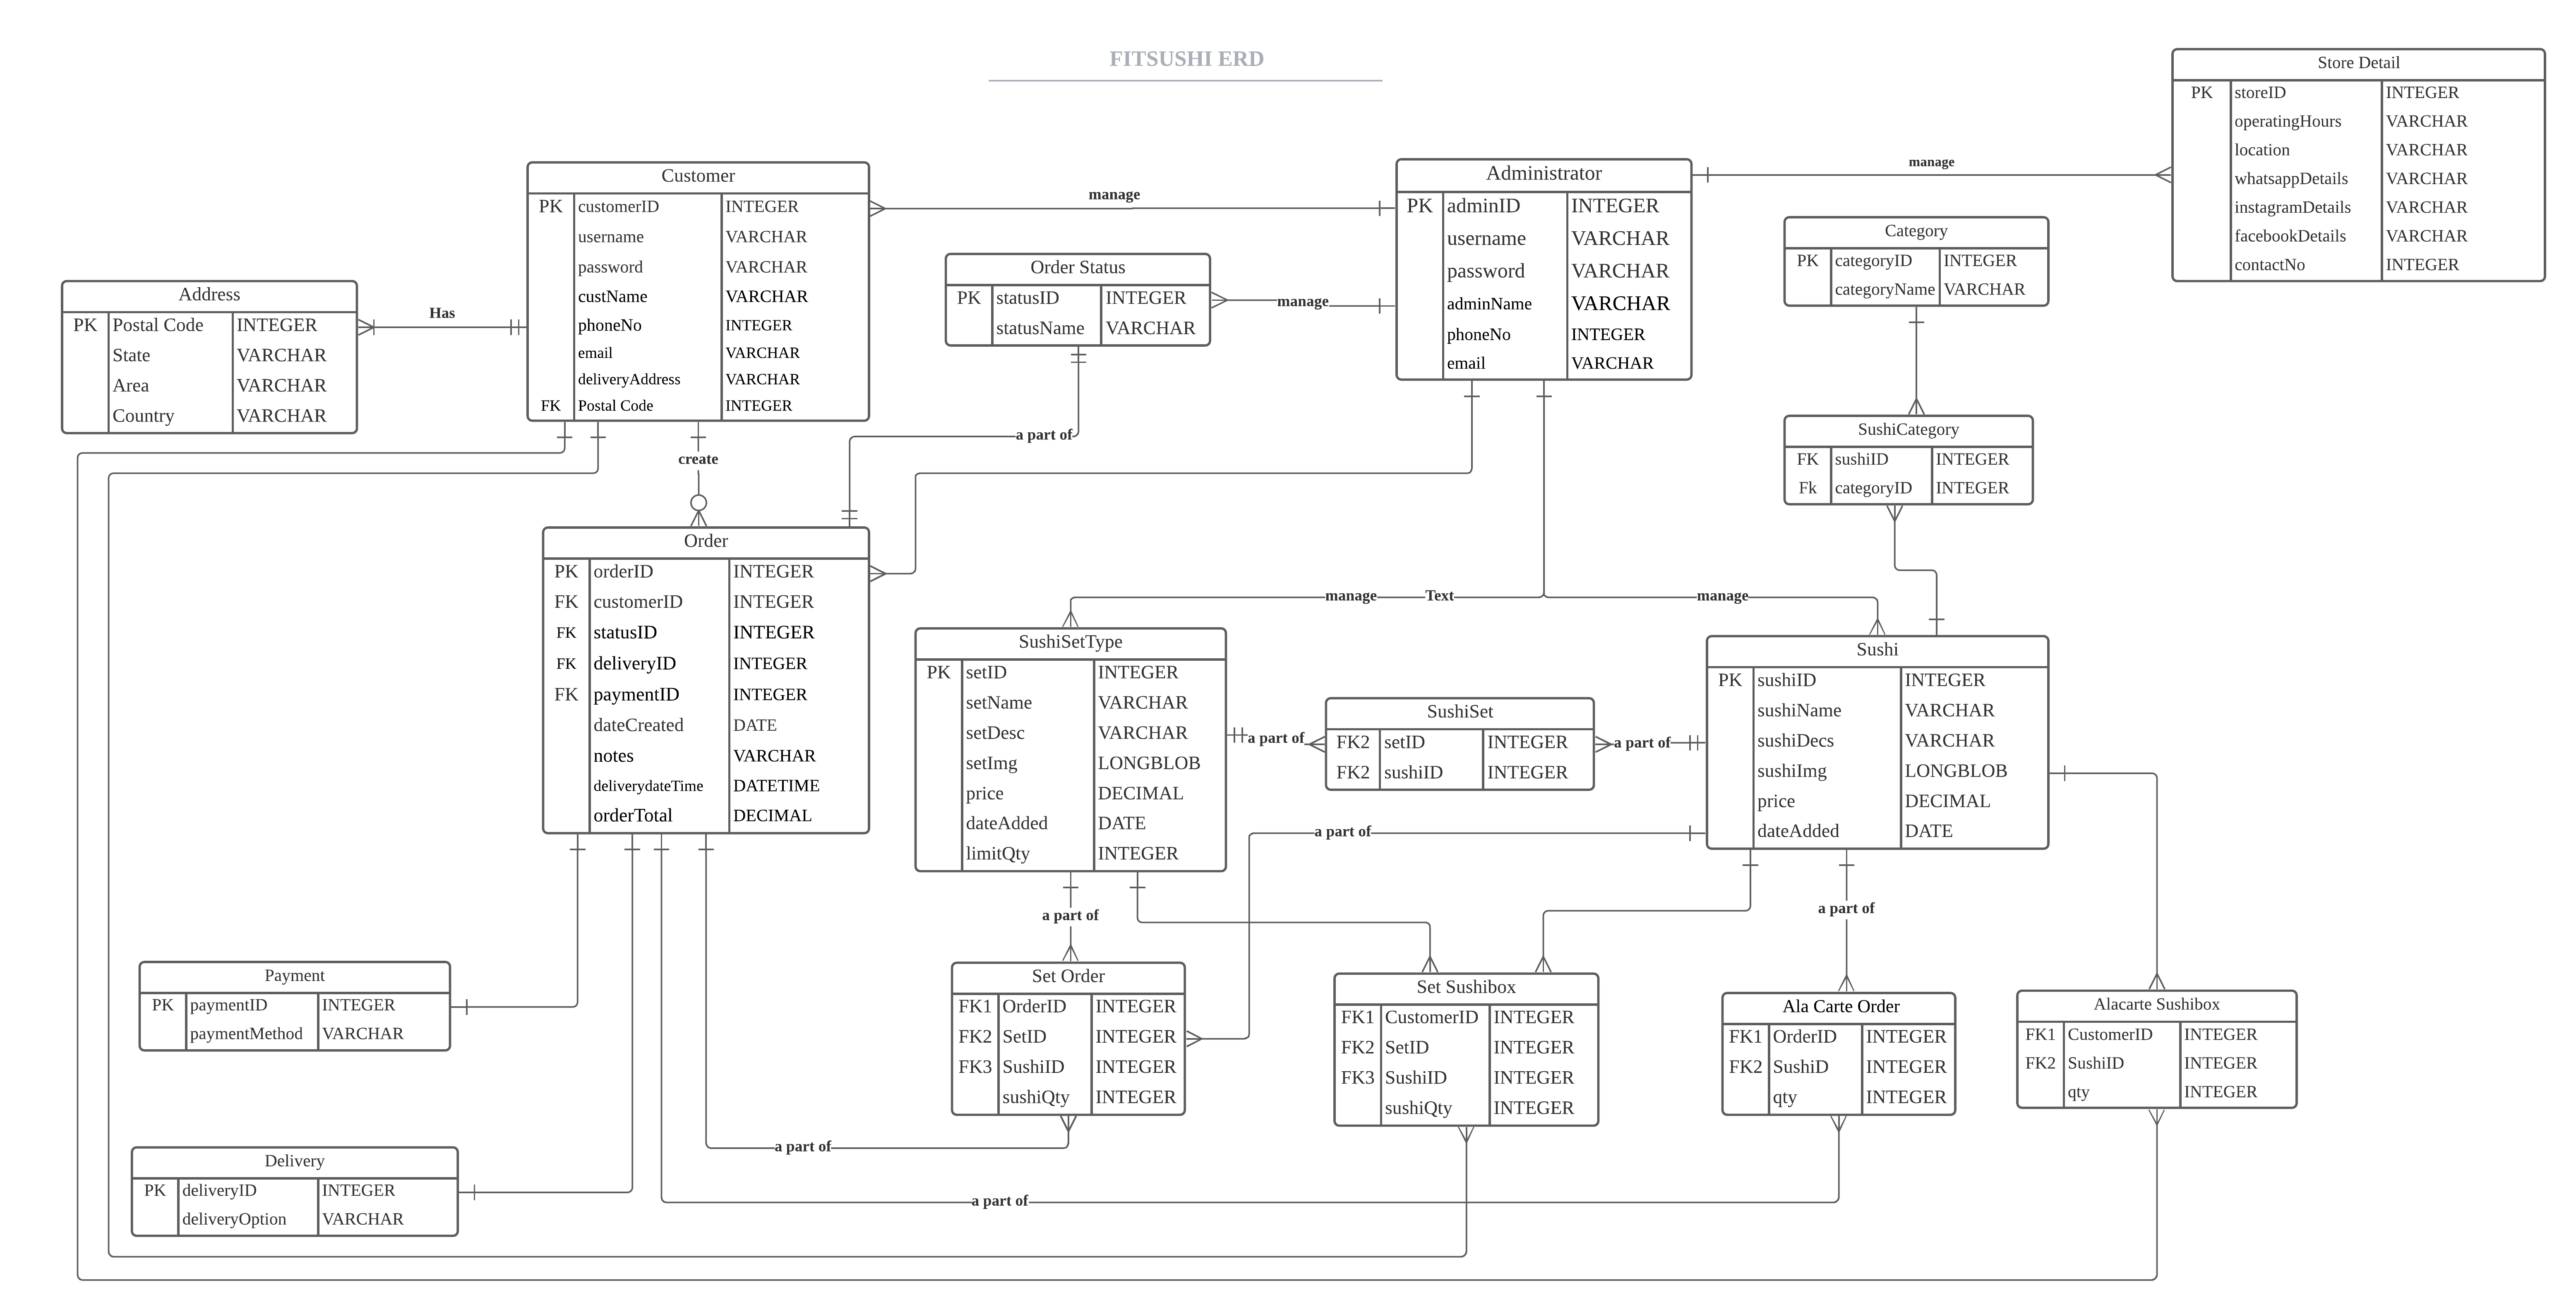 FITSUSHI ERD
Store Detail
PK storeID INTEGER
operatingHours VARCHAR
location VARCHAR
whatsappDetails VARCHAR
instagramDetails VARCHAR
facebookDetails VARCHAR
contactNo INTEGER
manage
Customer
PK customerID INTEGER
username VARCHAR
password VARCHAR
custName VARCHAR
phoneNo INTEGER
email VARCHAR
deliveryAddress VARCHAR
FK Postal Code INTEGER
manage
Administrator
PK adminID INTEGER
username VARCHAR
password VARCHAR
adminName VARCHAR
phoneNo INTEGER
email VARCHAR
Category
PK categoryID INTEGER
categoryName VARCHAR
Order Status
PK statusID INTEGER
statusName VARCHAR
manage
Address
PK Postal Code INTEGER
State VARCHAR
Area VARCHAR
Country VARCHAR
Has
a part of
create
SushiCategory
FK sushiID INTEGER
Fk categoryID INTEGER
Order
PK orderID INTEGER
FK customerID INTEGER
FK statusID INTEGER
FK deliveryID INTEGER
FK paymentID INTEGER
dateCreated DATE
notes VARCHAR
deliverydateTime DATETIME
orderTotal DECIMAL
manage Text manage
SushiSetType
PK setID INTEGER
setName VARCHAR
setDesc VARCHAR
setImg LONGBLOB
price DECIMAL
dateAdded DATE
limitQty INTEGER
a part of
SushiSet
FK2 setID INTEGER
FK2 sushiID INTEGER
a part of
Sushi
PK sushiID INTEGER
sushiName VARCHAR
sushiDecs VARCHAR
sushiImg LONGBLOB
price DECIMAL
dateAdded DATE
a part of
a part of
a part of
Payment
PK paymentID INTEGER
paymentMethod VARCHAR
Set Order
FK1 OrderID INTEGER
FK2 SetID INTEGER
FK3 SushiID INTEGER
sushiQty INTEGER
Set Sushibox
FK1 CustomerID INTEGER
FK2 SetID INTEGER
FK3 SushiID INTEGER
sushiQty INTEGER
Ala Carte Order
FK1 OrderID INTEGER
FK2 SushiD INTEGER
qty INTEGER
Alacarte Sushibox
FK1 CustomerID INTEGER
FK2 SushiID INTEGER
qty INTEGER
a part of
Delivery
PK deliveryID INTEGER
deliveryOption VARCHAR
a part of